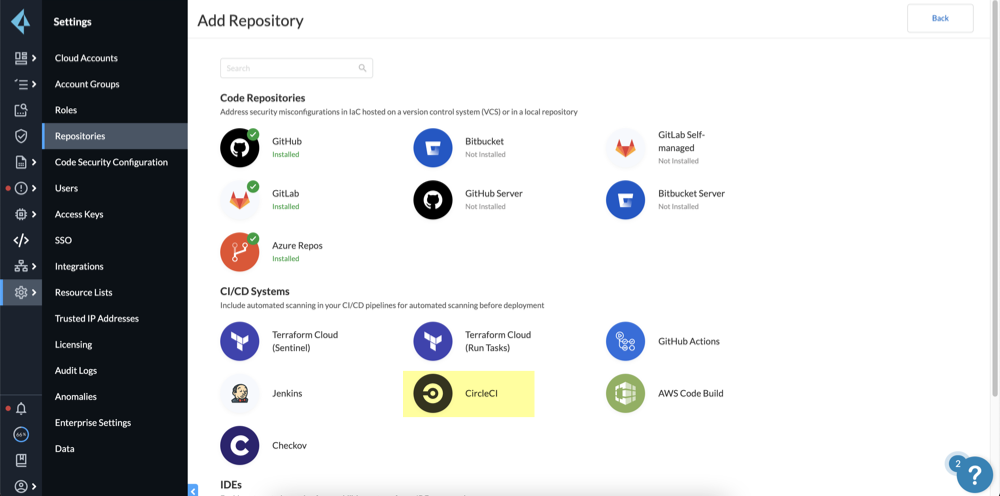 Settings
Add Repository
Back
Cloud Accounts
Account Groups
Roles
Repositories
Code Security Configuration
Users
Access Keys
SSO
Integrations
Resource Lists
Trusted IP Addresses
Licensing
Audit Logs
Anomalies
Enterprise Settings
Data
Search
Code Repositories
Address security misconfigurations in IaC hosted on a version control system (VCS) or in a local repository
GitHub
Installed
Bitbucket
Not Installed
GitLab Self-
managed
Not Installed
GitLab
Installed
GitHub Server
Not Installed
Bitbucket Server
Not Installed
Azure Repos
Installed
CI/CD Systems
Include automated scanning in your CI/CD pipelines for automated scanning before deployment
Terraform Cloud
(Sentinel)
Terraform Cloud
(Run Tasks)
GitHub Actions
Jenkins
CircleCI
AWS Code Build
Checkov
IDEs
2
?